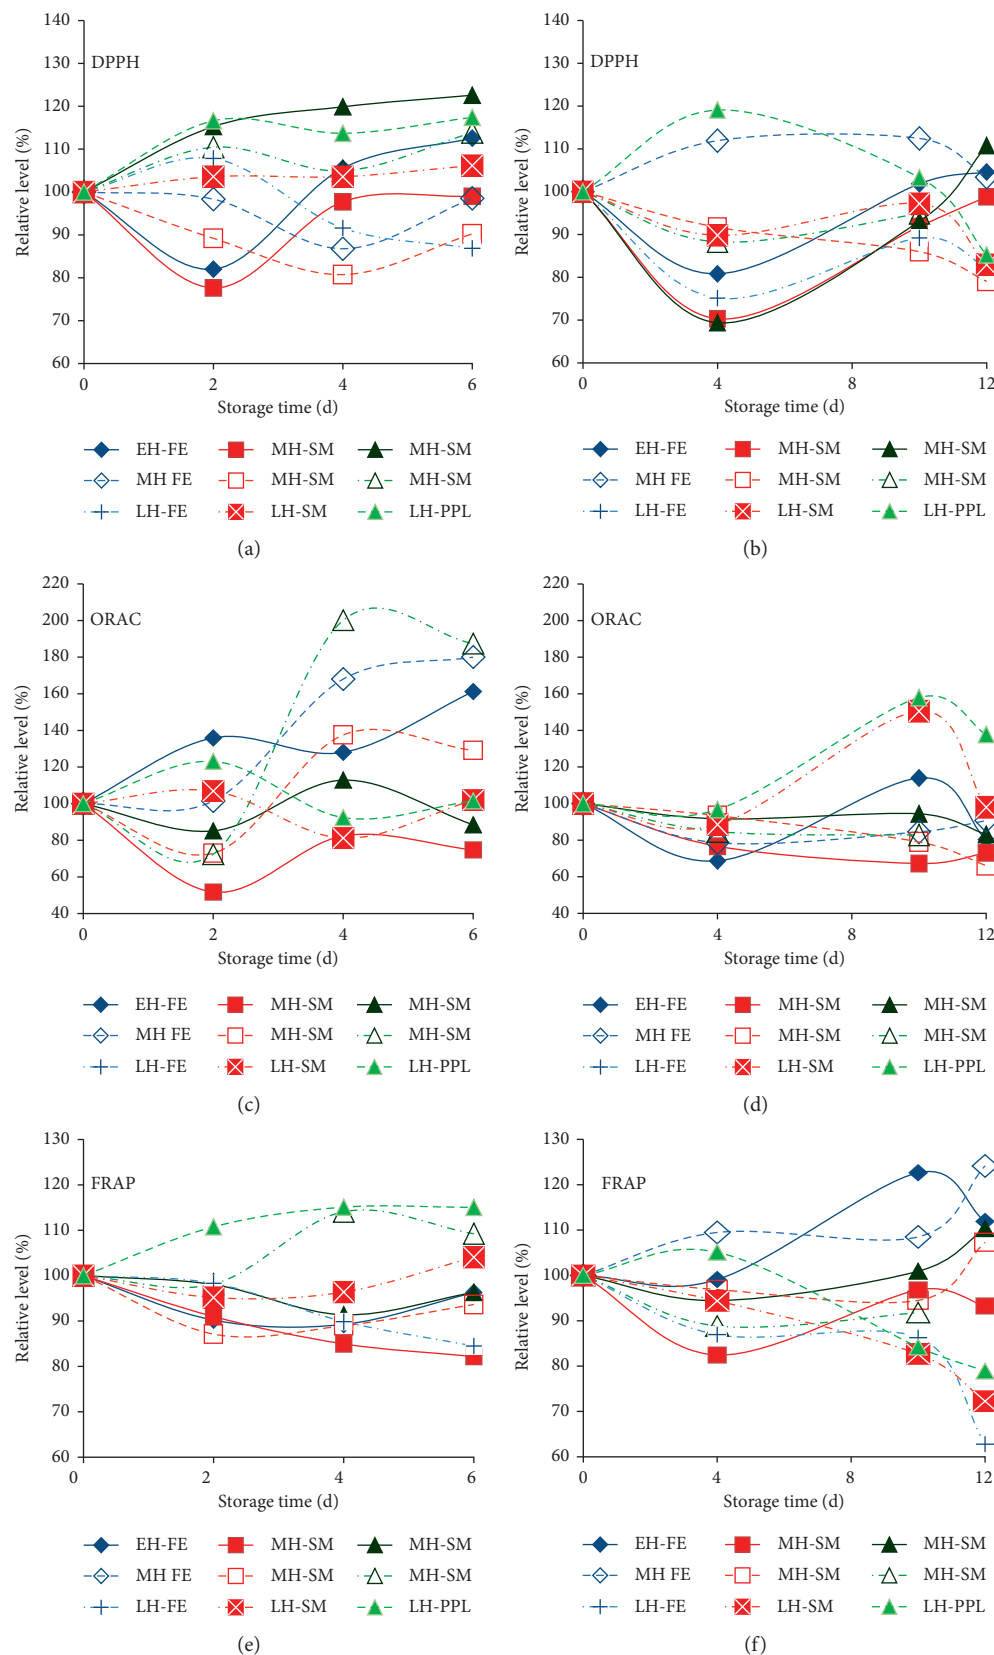 140
130
120
110
100
90
80
70
60
DPPH
Relative level (%)
0 2 4 6
Storage time (d)
EH-FE MH-SM MH-SM
MH FE MH-SM MH-SM
LH-FE LH-SM LH-PPL
(a)
140
130
120
110
100
90
80
70
60
DPPH
Relative level (%)
0 4 8 12
Storage time (d)
EH-FE MH-SM MH-SM
MH FE MH-SM MH-SM
LH-FE LH-SM LH-PPL
(b)
220
200
180
160
140
120
100
80
60
40
ORAC
Relative level (%)
0 2 4 6
Storage time (d)
EH-FE MH-SM MH-SM
MH FE MH-SM MH-SM
LH-FE LH-SM LH-PPL
(c)
220
200
180
160
140
120
100
80
60
40
ORAC
Relative level (%)
0 4 8 12
Storage time (d)
EH-FE MH-SM MH-SM
MH FE MH-SM MH-SM
LH-FE LH-SM LH-PPL
(d)
130
120
110
100
90
80
70
60
FRAP
Relative level (%)
0 2 4 6
Storage time (d)
EH-FE MH-SM MH-SM
MH FE MH-SM MH-SM
LH-FE LH-SM LH-PPL
(e)
130
120
110
100
90
80
70
60
FRAP
Relative level (%)
0 4 8 12
Storage time (d)
EH-FE MH-SM MH-SM
MH FE MH-SM MH-SM
LH-FE LH-SM LH-PPL
(f)